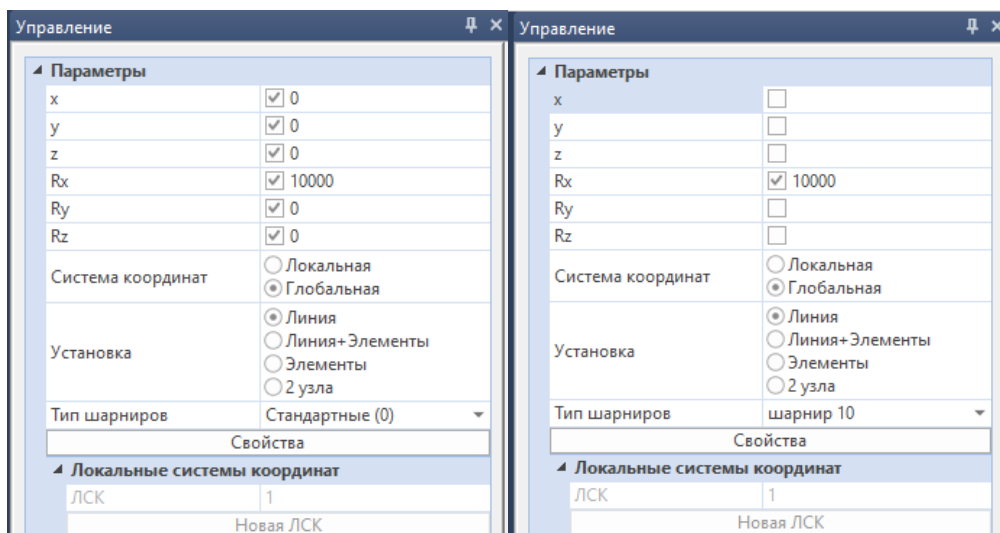 Управление
Параметры
x 0
y 0
z 0
Rx 10000
Ry 0
Rz 0
Система координат
Локальная
Глобальная
Установка
Линия
Линия+Элементы
Элементы
2 узла
Тип шарниров Стандартные (0)
Свойства
Локальные системы координат
ЛСК 1
Новая ЛСК
Управление
Параметры
x
y
z
Rx 10000
Ry
Rz
Система координат
Локальная
Глобальная
Установка
Линия
Линия+Элементы
Элементы
2 узла
Тип шарниров шарнир 10
Свойства
Локальные системы координат
ЛСК 1
Новая ЛСК